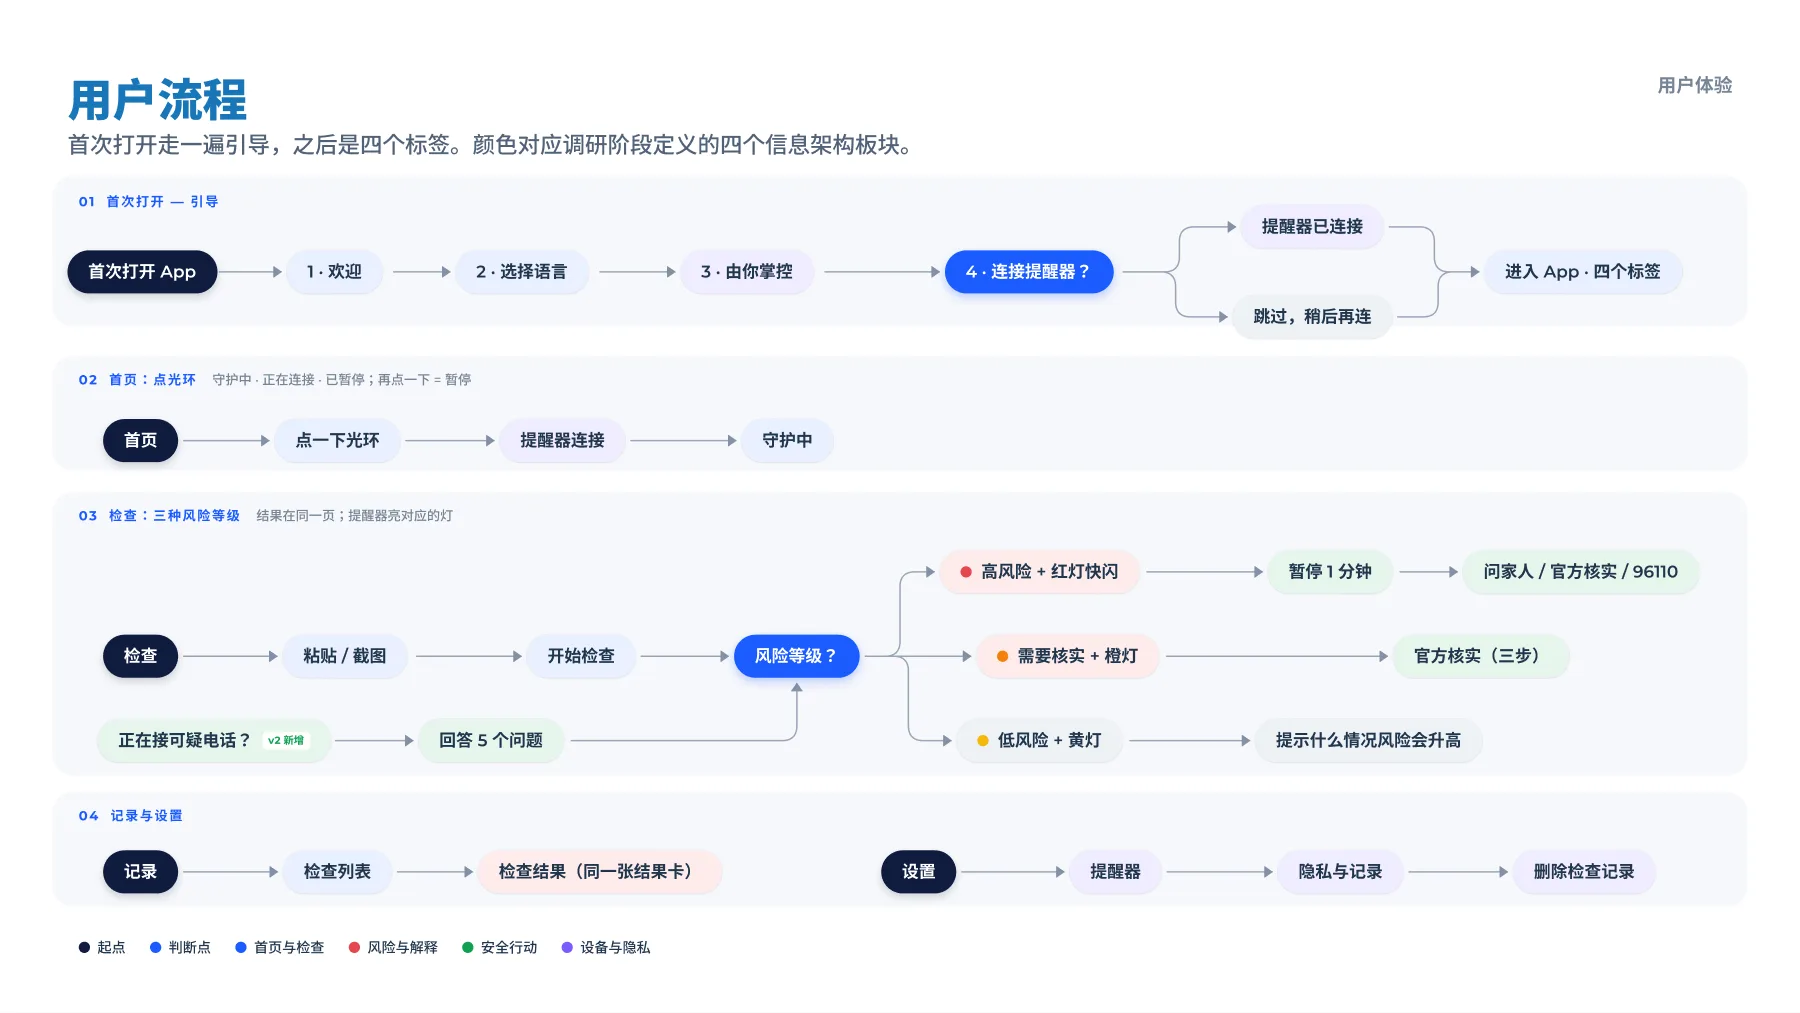 用户流程
用户体验
首次打开走一遍引导，之后是四个标签。颜色对应调研阶段定义的四个信息架构板块。
01 首次打开 — 引导
首次打开 App
1 · 欢迎
2 · 选择语言
3 · 由你掌控
4 · 连接提醒器？
提醒器已连接
跳过，稍后再连
进入 App · 四个标签
02 首页：点光环 守护中 · 正在连接 · 已暂停；再点一下 = 暂停
首页
点一下光环
提醒器连接
守护中
03 检查：三种风险等级 结果在同一页；提醒器亮对应的灯
高风险 + 红灯快闪
暂停 1 分钟
问家人 / 官方核实 / 96110
检查
粘贴 / 截图
开始检查
风险等级？
需要核实 + 橙灯
官方核实（三步）
正在接可疑电话？ v2 新增
回答 5 个问题
低风险 + 黄灯
提示什么情况风险会升高
04 记录与设置
记录
检查列表
检查结果（同一张结果卡）
设置
提醒器
隐私与记录
删除检查记录
起点 判断点 首页与检查 风险与解释 安全行动 设备与隐私